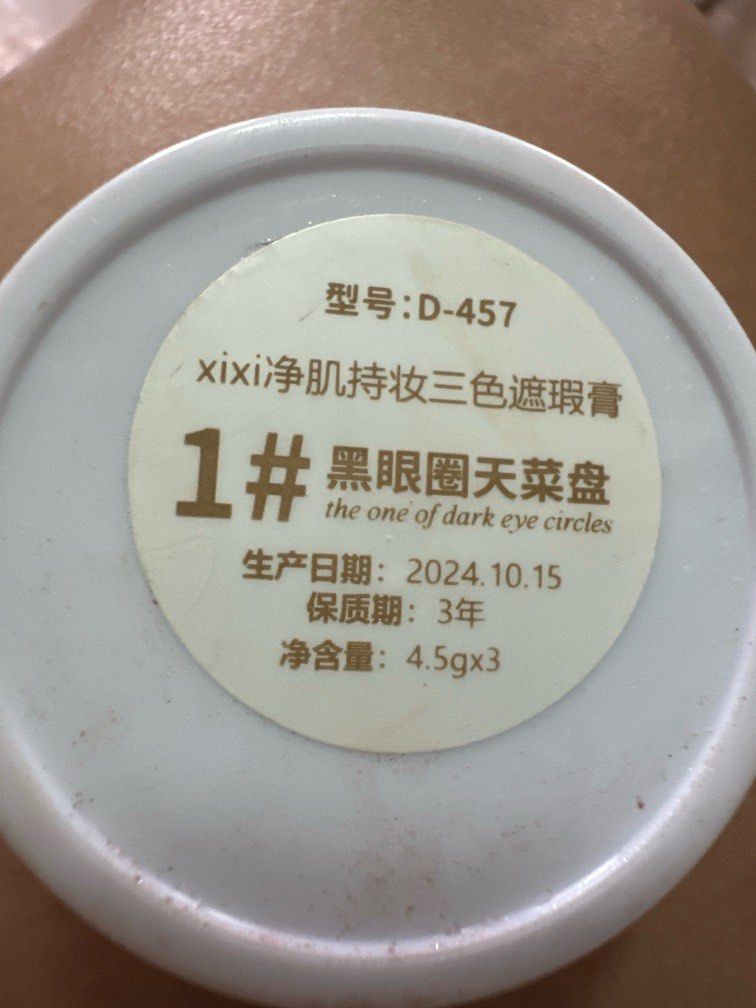 型号:D-457
xixi净肌持妆三色遮瑕膏
1# 黑眼圈天菜盘
the one of dark eye circles
生产日期：2024.10.15
保质期：3年
净含量：4.5gx3